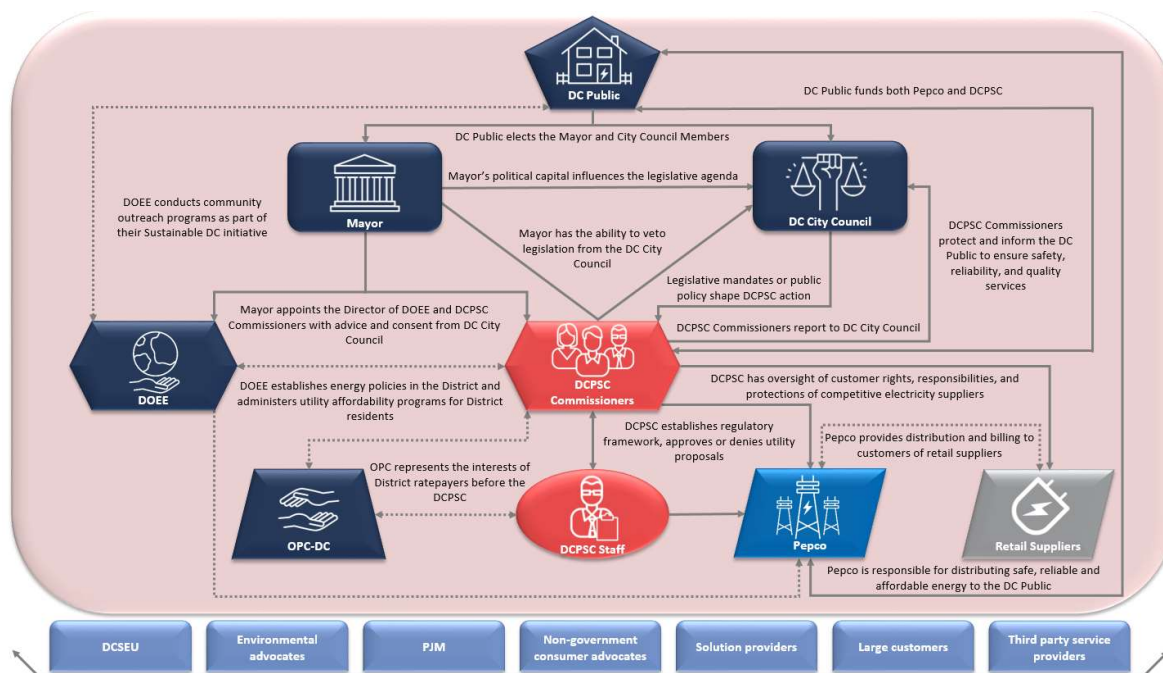 DC Public
DC Public funds both Pepco and DCPSC
DC Public elects the Mayor and City Council Members
Mayor
Mayor's political capital influences the legislative agenda
DC City Council
DOEE conducts community
outreach programs as part of
their Sustainable DC initiative
Mayor has the ability to veto
legislation from the DC City
Council
DCPSC Commissioners
protect and inform the DC
Public to ensure safety,
reliability, and quality
services
Legislative mandates or public
policy shape DCPSC action
Mayor appoints the Director of DOEE and DCPSC
Commissioners with advice and consent from DC City
Council
DCPSC Commissioners report to DC City Council
DOEE
DCPSC
Commissioners
DOEE establishes energy policies in the District and
administers utility affordability programs for District
residents
DCPSC has oversight of customer rights, responsibilities, and
protections of competitive electricity suppliers
DCPSC establishes regulatory
framework, approves or denies utility
proposals
Pepco provides distribution and billing to
customers of retail suppliers
OPC represents the interests of
District ratepayers before the
DCPSC
OPC-DC
DCPSC Staff
Pepco
Retail Suppliers
Pepco is responsible for distributing safe, reliable and
affordable energy to the DC Public
DCSEU
Environmental
advocates
PJM
Non-government
consumer advocates
Solution providers
Large customers
Third party service
providers